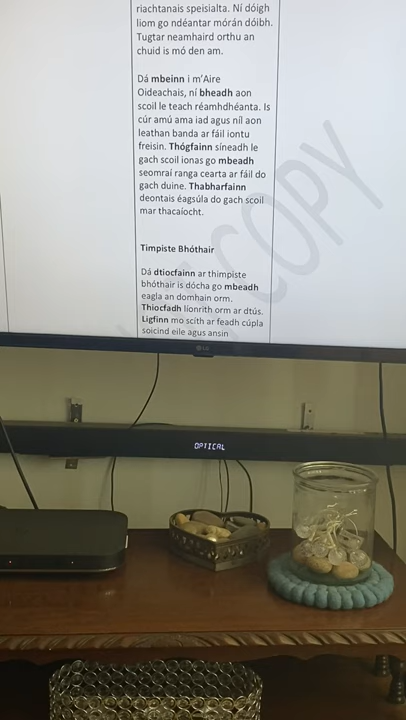 riachtanais speisialta. Ní dóigh
liom go ndéantar mórán dóibh.
Tugtar neamhaird orthu an
chuid is mó den am.
Dá mbeinn i m'Aire
Oideachais, ní bheadh aon
scoil le teach réamhdhéanta. Is
cúr amú ama iad agus níl aon
leathan banda ar fáil iontu
freisin. Thógfainn síneadh le
gach scoil ionas go mbeadh
seomraí ranga cearta ar fáil do
gach duine. Thabharfainn
deontais éagsúla do gach scoil
mar thacaíocht.
Timpiste Bhóthair
Dá dtiocfainn ar thimpiste
bhóthair is dócha go mbeadh
eagla an domhain orm.
Thiocfadh líonrith orm ar dtús.
Ligfinn mo scíth ar feadh cúpla
soicind eile agus ansin
COPY
LG
OPTICAL